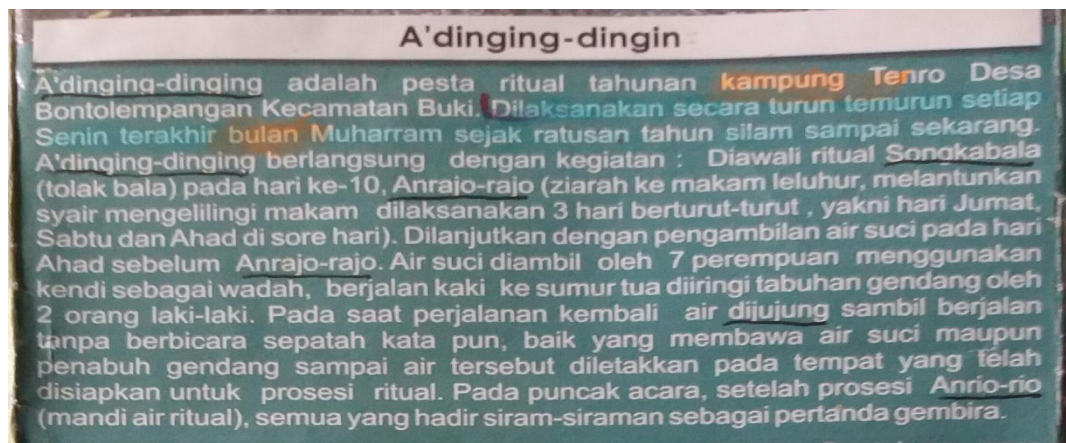 A'dinging-dingin
A'dinging-dinging adalah pesta ritual tahunan kampung Tenro Desa
Bontolempangan Kecamatan Buki. Dilaksanakan secara turun temurun setiap
Senin terakhir bulan Muharram sejak ratusan tahun silam sampai sekarang.
A'dinging-dinging berlangsung dengan kegiatan : Diawali ritual Songkabala
(tolak bala) pada hari ke-10, Anrajo-rajo (ziarah ke makam leluhur, melantunkan
syair mengelilingi makam dilaksanakan 3 hari berturut-turut , yakni hari Jumat,
Sabtu dan Ahad di sore hari). Dilanjutkan dengan pengambilan air suci pada hari
Ahad sebelum Anrajo-rajo. Air suci diambil oleh 7 perempuan menggunakan
kendi sebagai wadah, berjalan kaki ke sumur tua diiringi tabuhan gendang oleh
2 orang laki-laki. Pada saat perjalanan kembali air dijujung sambil berjalan
tanpa berbicara sepatah kata pun, baik yang membawa air suci maupun
penabuh gendang sampai air tersebut diletakkan pada tempat yang telah
disiapkan untuk prosesi ritual. Pada puncak acara, setelah prosesi Anrio-rio
(mandi air ritual), semua yang hadir siram-siraman sebagai pertanda gembira.